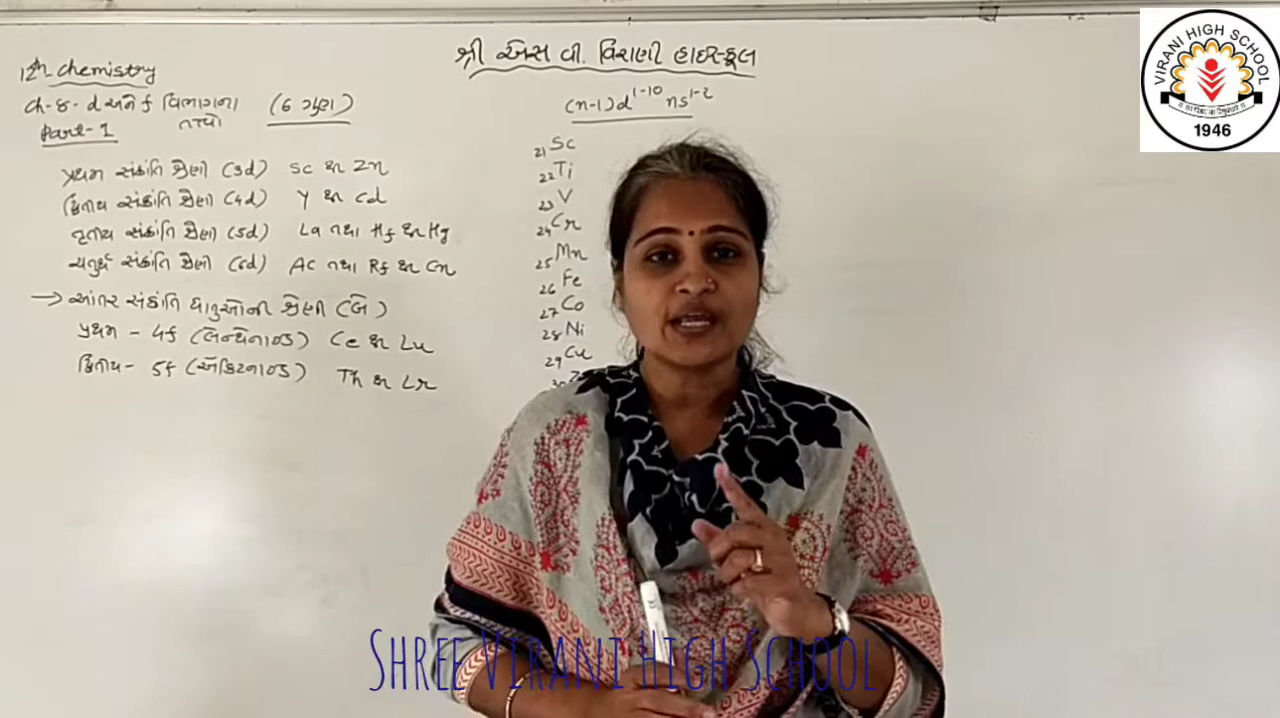 શ્રી એસ વી. વિરાણી હાઇસ્કૂલ
12th chemistry
ch-8- d અને f વિભાગના તત્વો (6 ગુણ)
Part-1
પ્રથમ સંક્રાંતિ શ્રેણી (3d) Sc થી Zn
દ્વિતીય સંક્રાંતિ શ્રેણી (4d) Y થી Cd
તૃતીય સંક્રાંતિ શ્રેણી (5d) La તથા Hf થી Hg
ચતુર્થ સંક્રાંતિ શ્રેણી (6d) Ac તથા Rf થી Cn
→ આંતર સંક્રાંતિ ધાતુઓની શ્રેણી (બે)
પ્રથમ - 4f (લેન્થેનાઇડ) Ce થી Lu
દ્વિતીય- 5f (ઍક્ટિનાઇડ) Th થી Lr
(n-1)d¹⁻¹⁰ ns¹⁻²
₂₁Sc
₂₂Ti
₂₃V
₂₄Cr
₂₅Mn
₂₆Fe
₂₇Co
₂₈Ni
₂₉Cu
VIRANI HIGH SCHOOL
1946
SHREE VIRANI HIGH SCHOOL